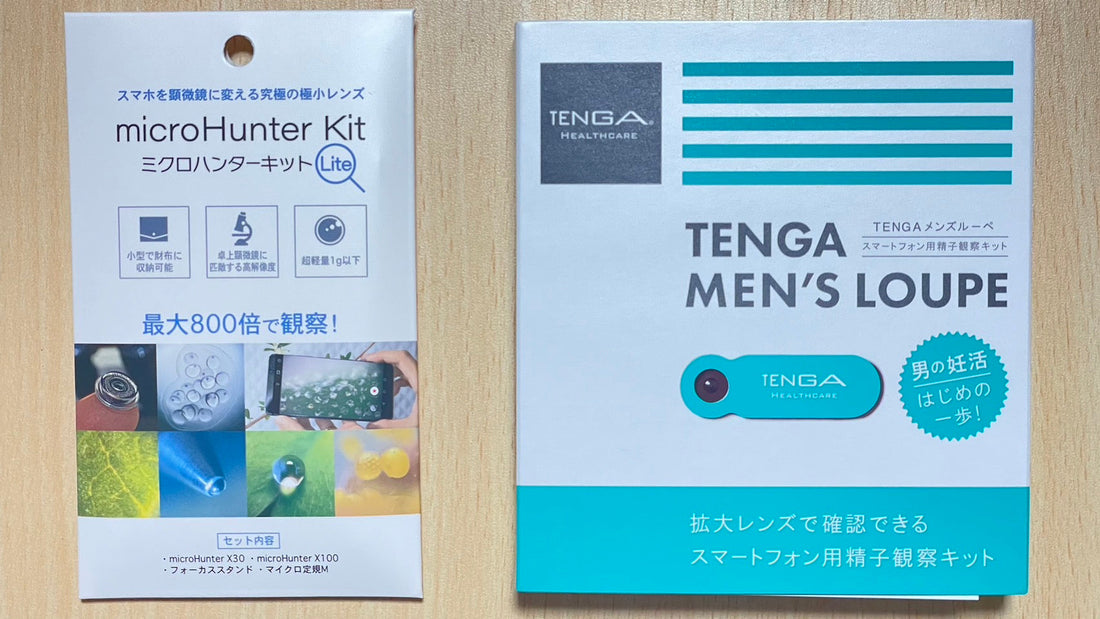 スマホを顕微鏡に変える究極の極小レンズ
microHunter Kit
ミクロハンターキット Lite
小型で財布に
収納可能
卓上顕微鏡に
匹敵する高解像度
超軽量1g以下
最大800倍で観察！
セット内容
・microHunter X30 ・microHunter X100
・フォーカススタンド ・マイクロ定規M
TENGA®
HEALTHCARE
TENGA
MEN'S LOUPE
TENGAメンズルーペ
スマートフォン用精子観察キット
TENGA
HEALTHCARE
男の妊活
はじめの
一歩！
拡大レンズで確認できる
スマートフォン用精子観察キット